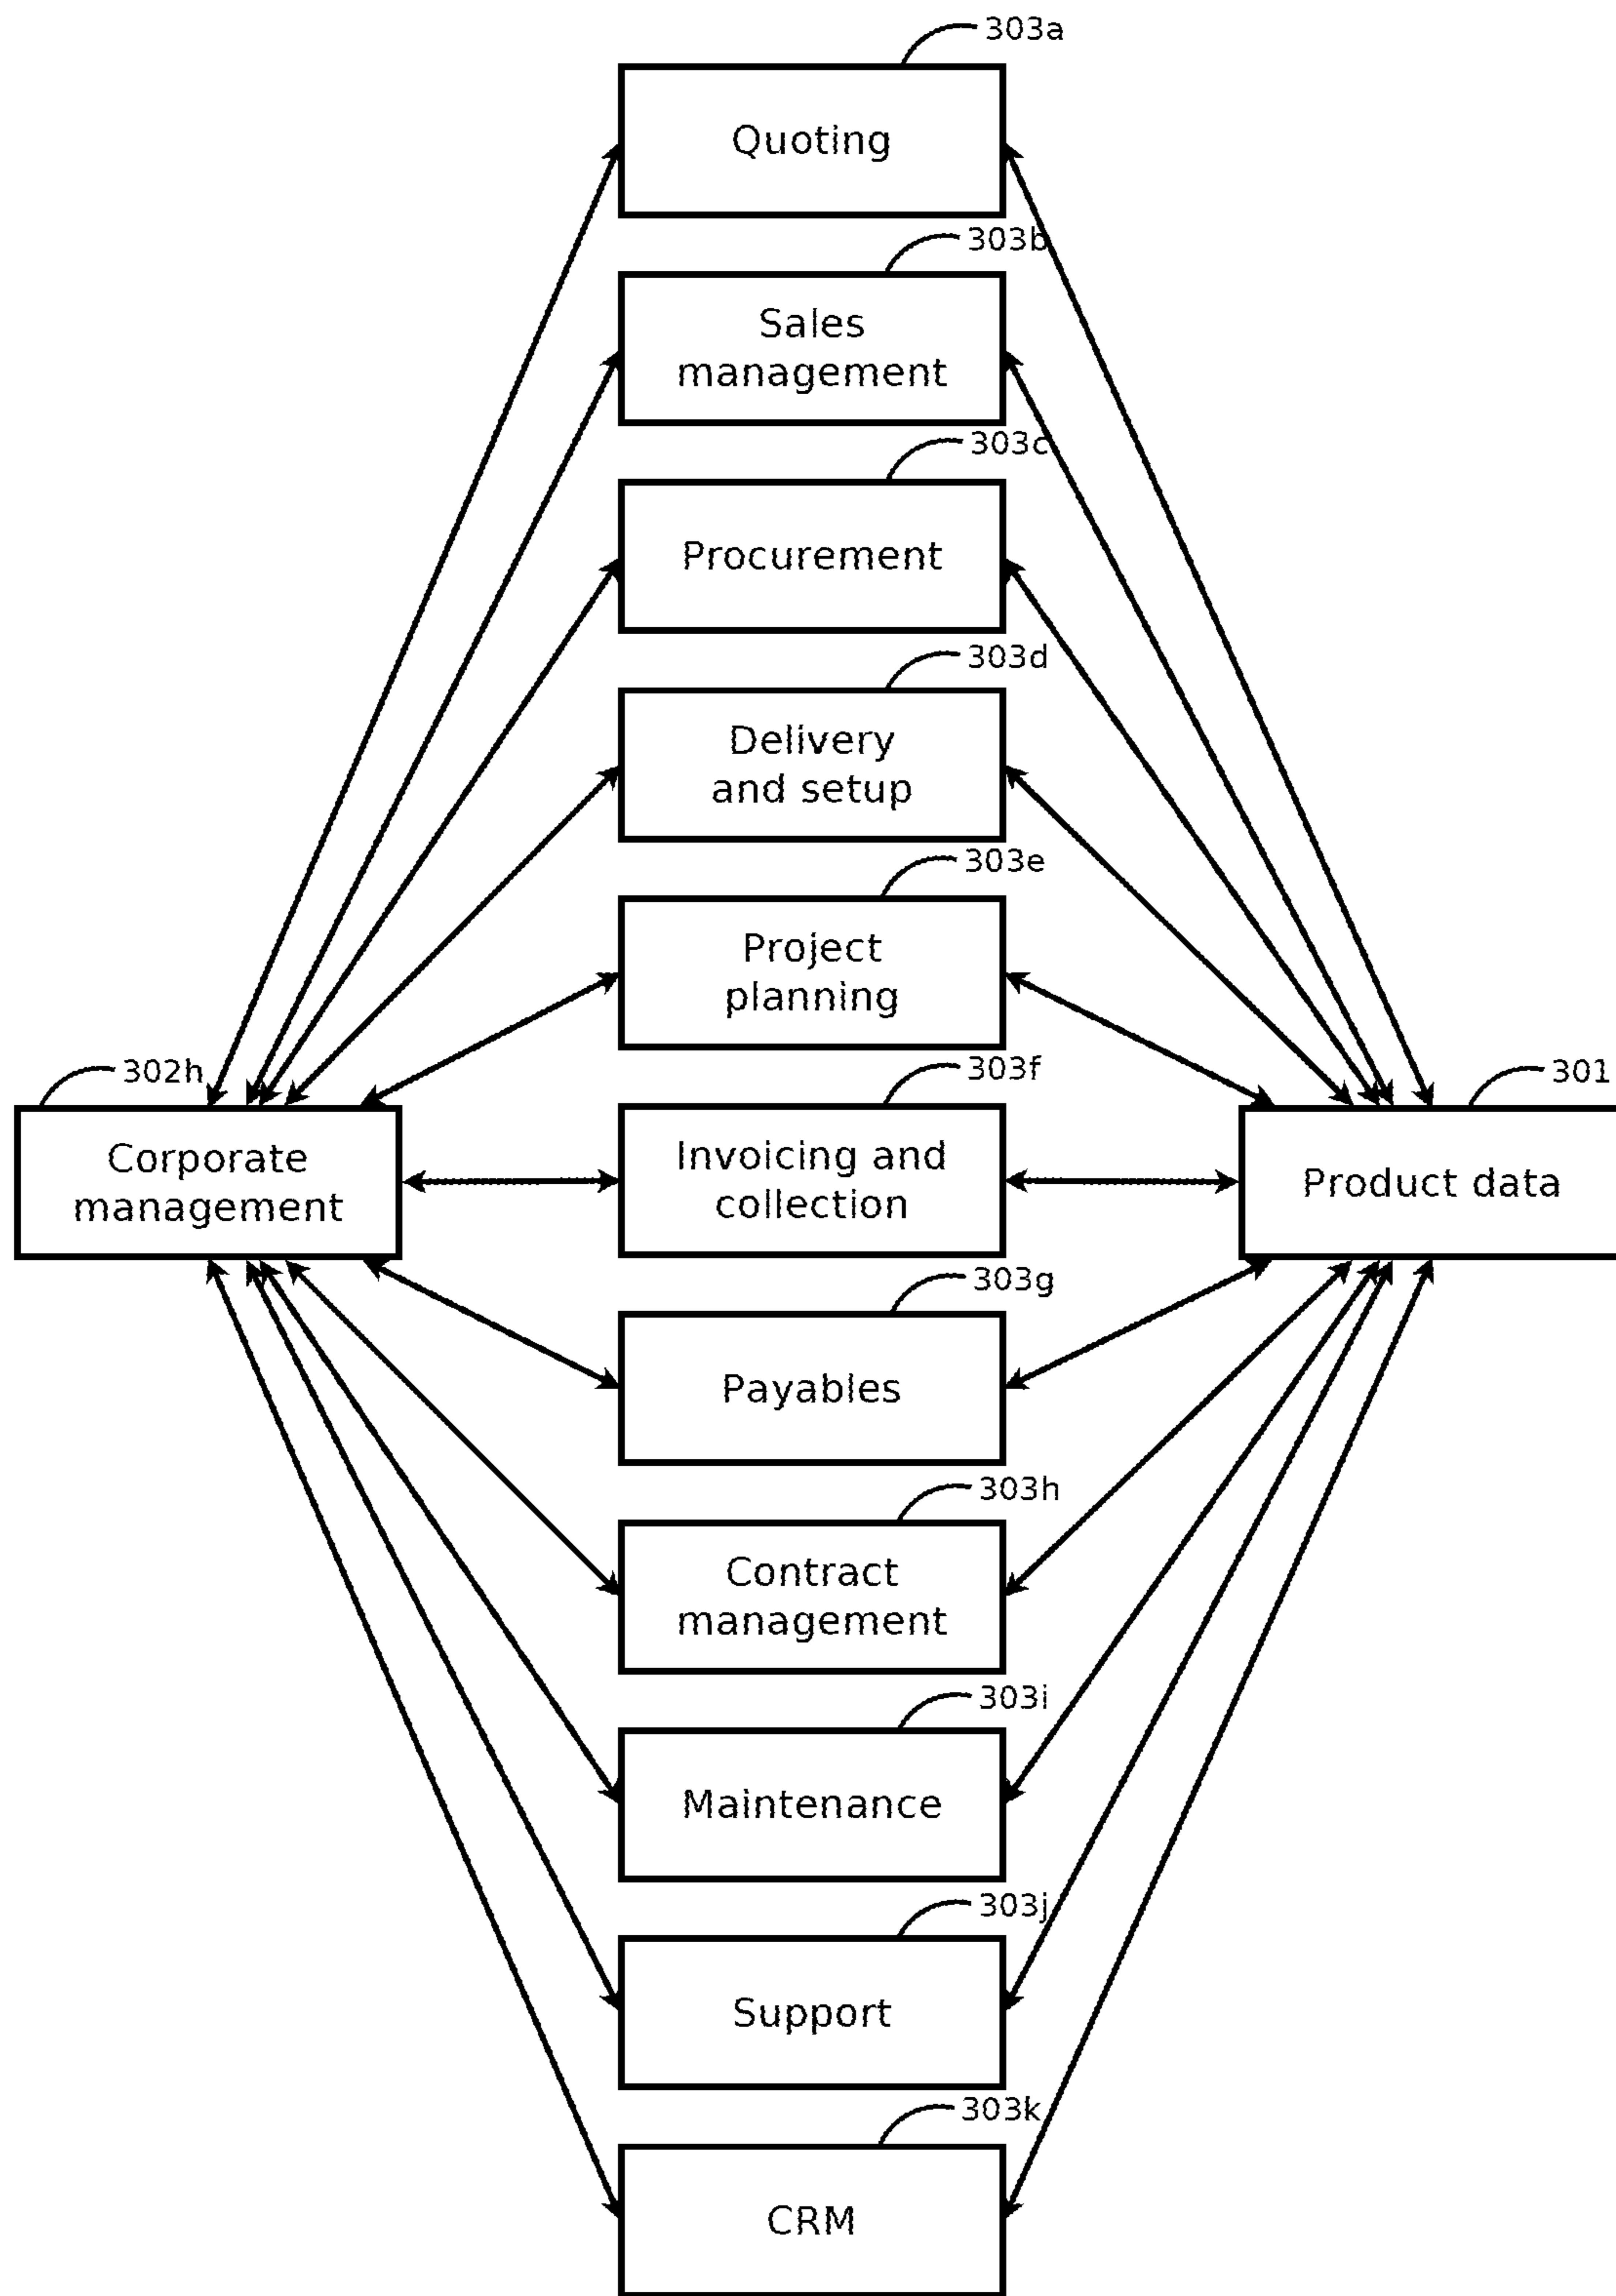 303a
Quoting
303b
Sales
management
303c
Procurement
303d
Delivery
and setup
303e
Project
planning
302h
Corporate
management
303f
Invoicing and
collection
301
Product data
303g
Payables
303h
Contract
management
303i
Maintenance
303j
Support
303k
CRM